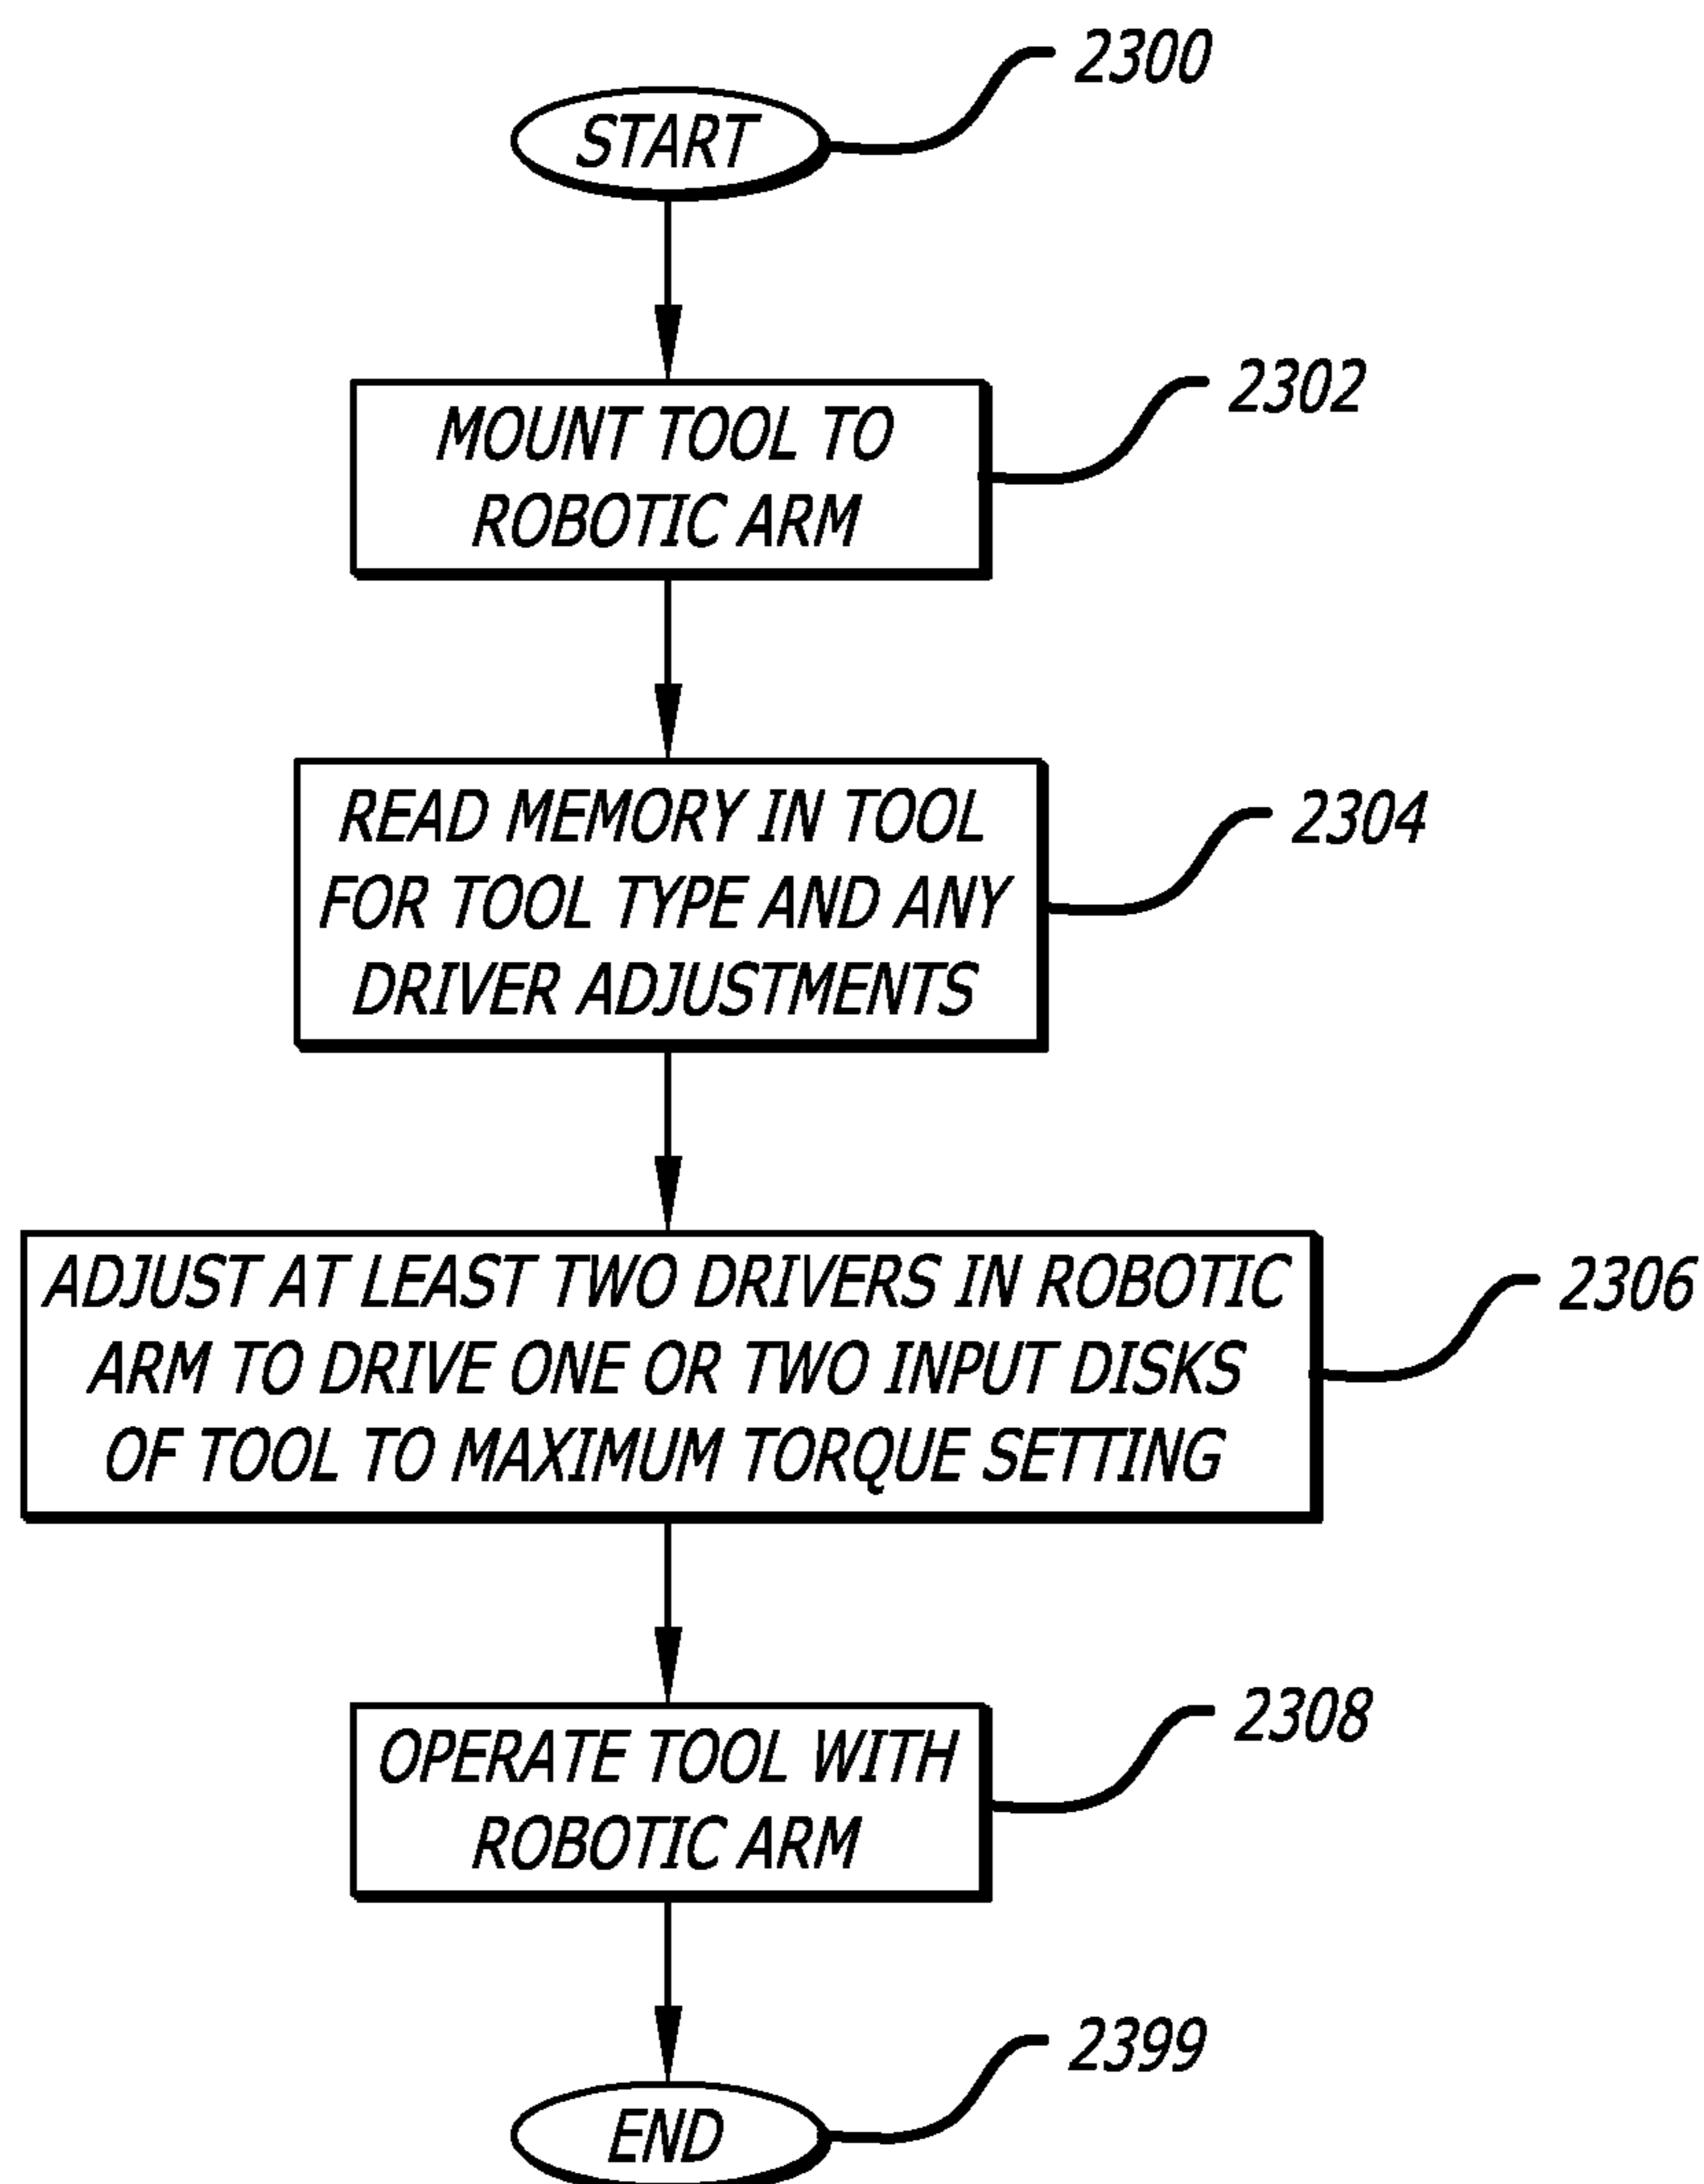 2300
START
2302
MOUNT TOOL TO
ROBOTIC ARM
2304
READ MEMORY IN TOOL
FOR TOOL TYPE AND ANY
DRIVER ADJUSTMENTS
2306
ADJUST AT LEAST TWO DRIVERS IN ROBOTIC
ARM TO DRIVE ONE OR TWO INPUT DISKS
OF TOOL TO MAXIMUM TORQUE SETTING
2308
OPERATE TOOL WITH
ROBOTIC ARM
2399
END